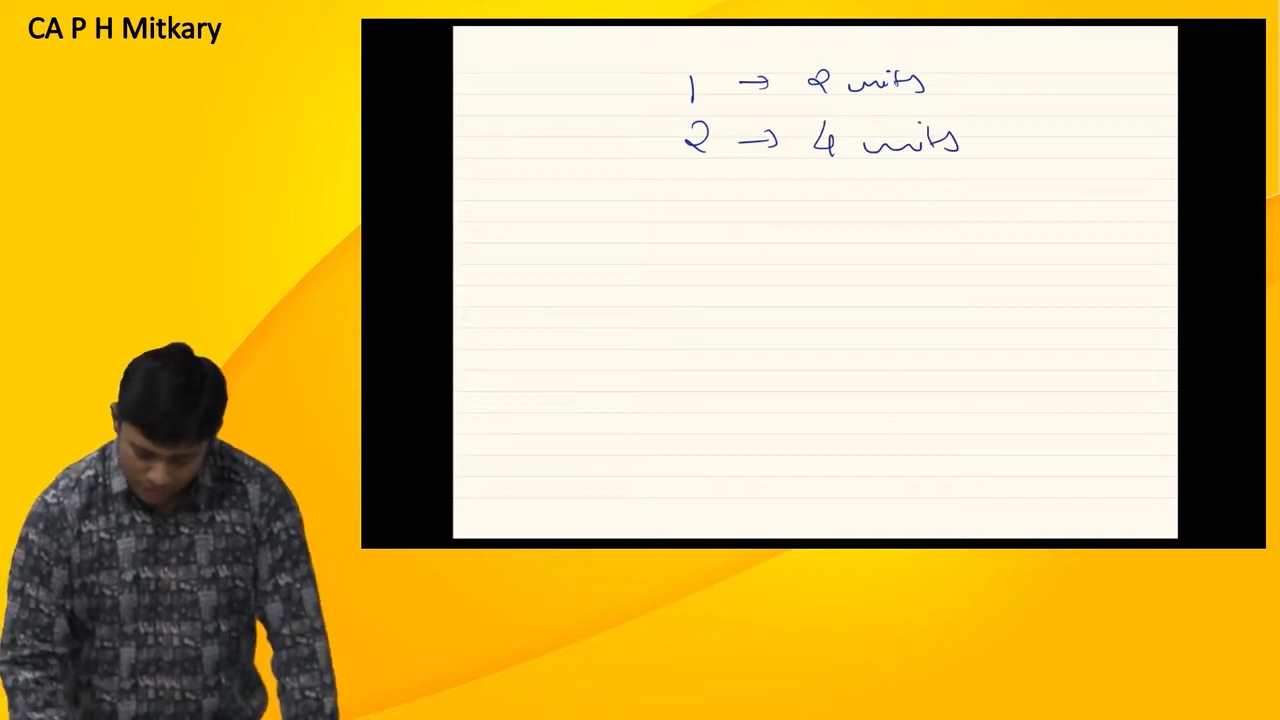 CA P H Mitkary
1 → 2 units
2 → 4 units